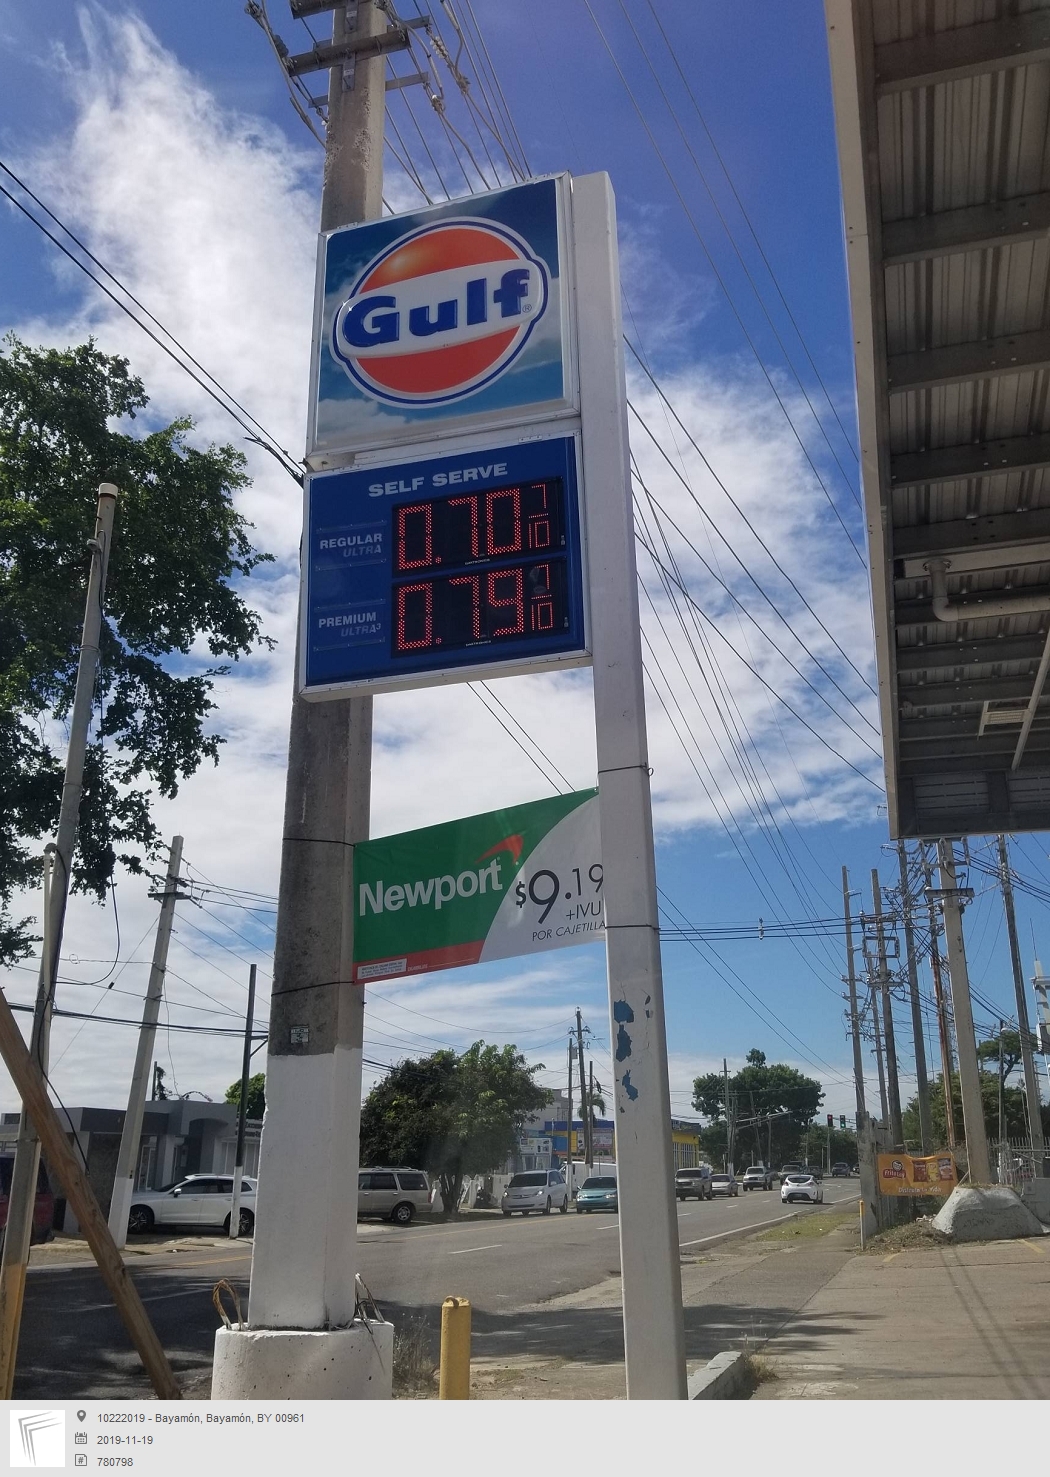 Gulf®
SELF SERVE
REGULAR
ULTRA
0.70 7/10
PREMIUM
ULTRA³
0.79 7/10
Newport
$9.19
+IVU
POR CAJETILLA
10222019 - Bayamón, Bayamón, BY 00961
2019-11-19
780798